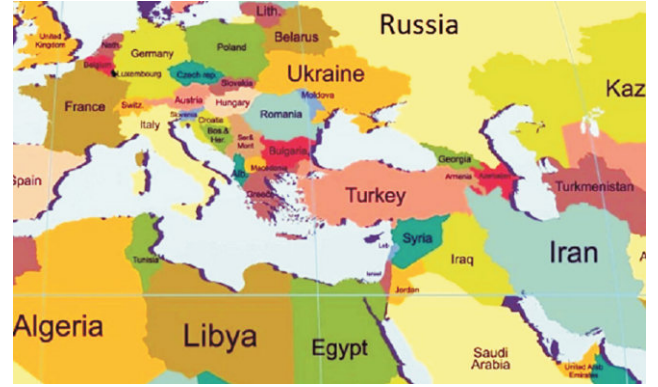 United
Kingdom
Neth.
Belgium
Luxembourg
Germany
Poland
Lith.
Belarus
Russia
Czech rep.
Slovakia
Ukraine
Kaz
France
Switz.
Austria
Hungary
Moldova
Slovenia
Croatia
Romania
Italy
Bos.&
Her.
Ser&
Mont
Bulgaria
Spain
Alb.
Macedonia
Greece
Georgia
Armenia
Azerbaijan
Turkey
Turkmenistan
Tunisia
Syria
Leb
Iraq
Iran
A
Israel
Jordan
Algeria
Libya
Egypt
Saudi
Arabia
United Arab
Emirates